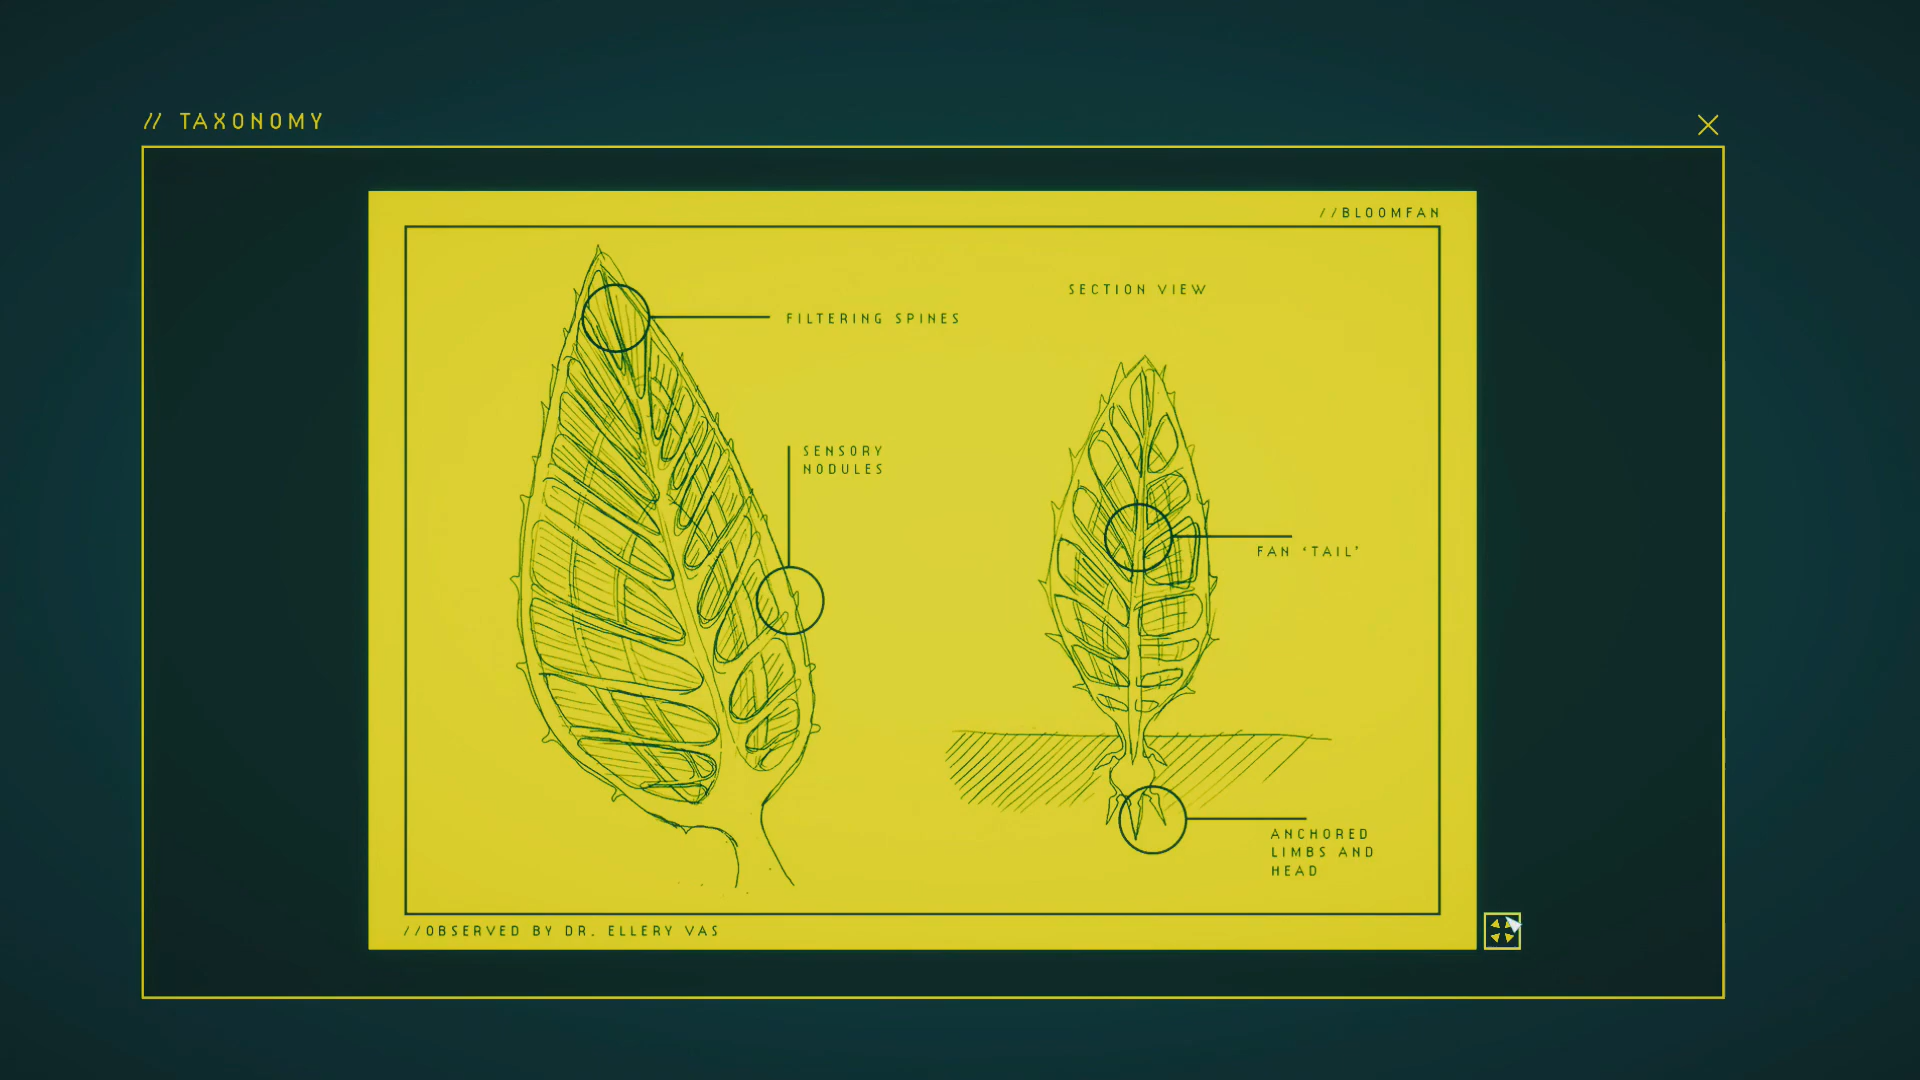 // TAXONOMY
//BLOOMFAN
SECTION VIEW
FILTERING SPINES
SENSORY
NODULES
FAN ‘TAIL’
ANCHORED
LIMBS AND
HEAD
//OBSERVED BY DR. ELLERY VAS